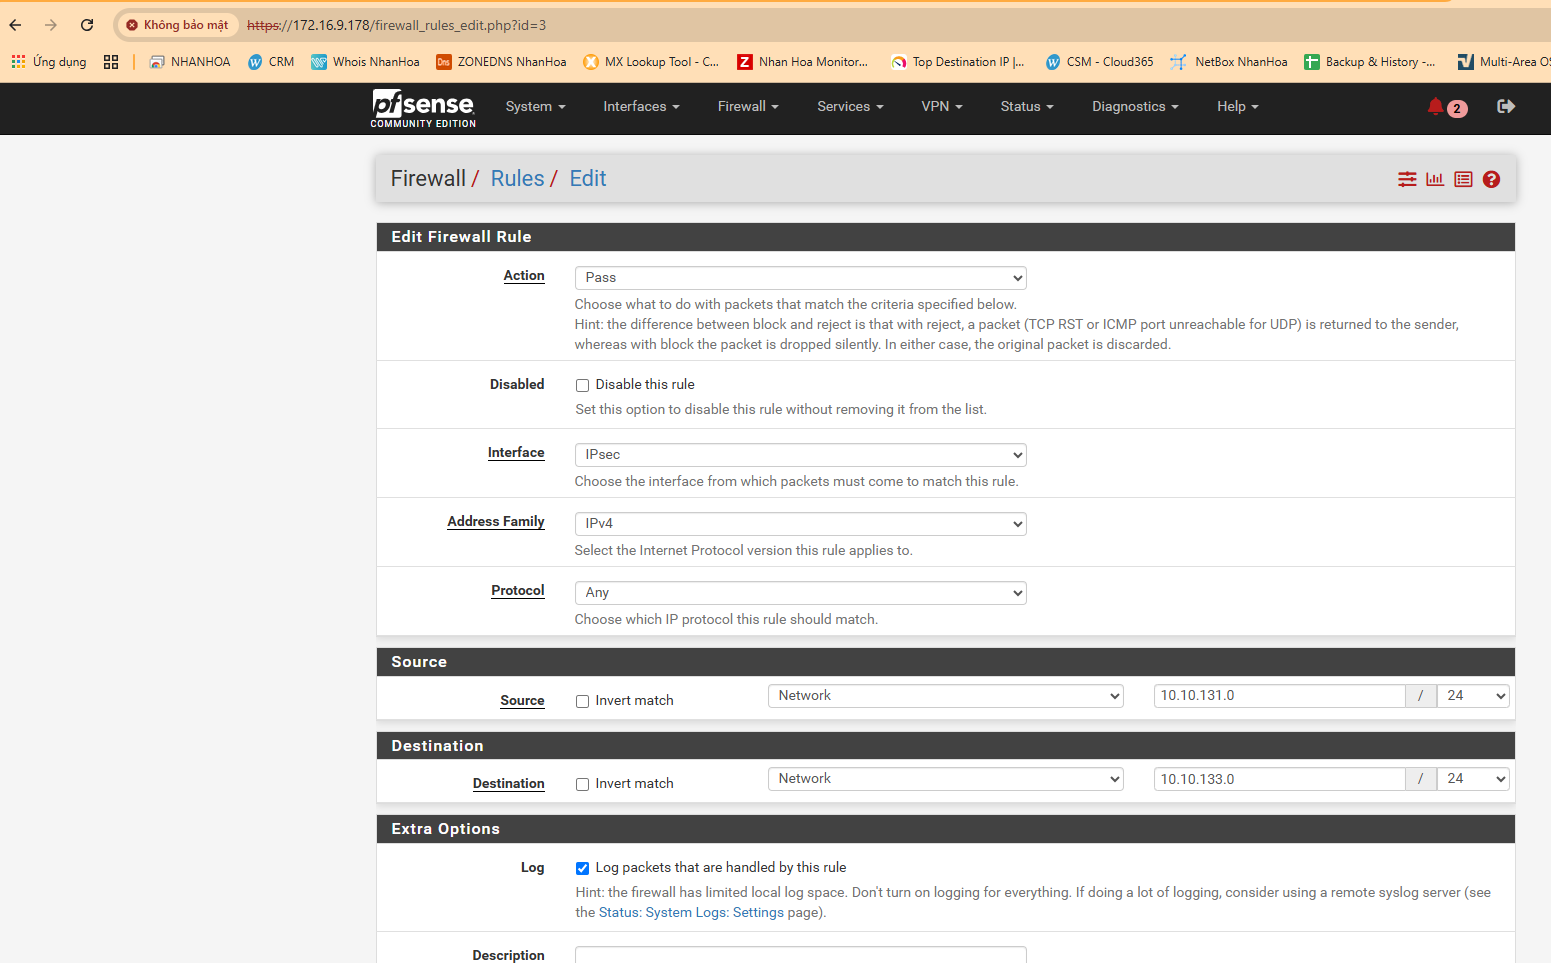 Không bảo mật https://172.16.9.178/firewall_rules_edit.php?id=3
Ứng dụng NHANHOA CRM Whois NhanHoa Dns ZONEDNS NhanHoa MX Lookup Tool - C... Z Nhan Hoa Monitor... Top Destination IP |... CSM - Cloud365 NetBox NhanHoa Backup & History -... Multi-Area OS
pfsense COMMUNITY EDITION System Interfaces Firewall Services VPN Status Diagnostics Help 2
Firewall / Rules / Edit
Edit Firewall Rule
Action Pass
Choose what to do with packets that match the criteria specified below.
Hint: the difference between block and reject is that with reject, a packet (TCP RST or ICMP port unreachable for UDP) is returned to the sender,
whereas with block the packet is dropped silently. In either case, the original packet is discarded.
Disabled Disable this rule
Set this option to disable this rule without removing it from the list.
Interface IPsec
Choose the interface from which packets must come to match this rule.
Address Family IPv4
Select the Internet Protocol version this rule applies to.
Protocol Any
Choose which IP protocol this rule should match.
Source
Source Invert match Network 10.10.131.0 / 24
Destination
Destination Invert match Network 10.10.133.0 / 24
Extra Options
Log Log packets that are handled by this rule
Hint: the firewall has limited local log space. Don't turn on logging for everything. If doing a lot of logging, consider using a remote syslog server (see
the Status: System Logs: Settings page).
Description